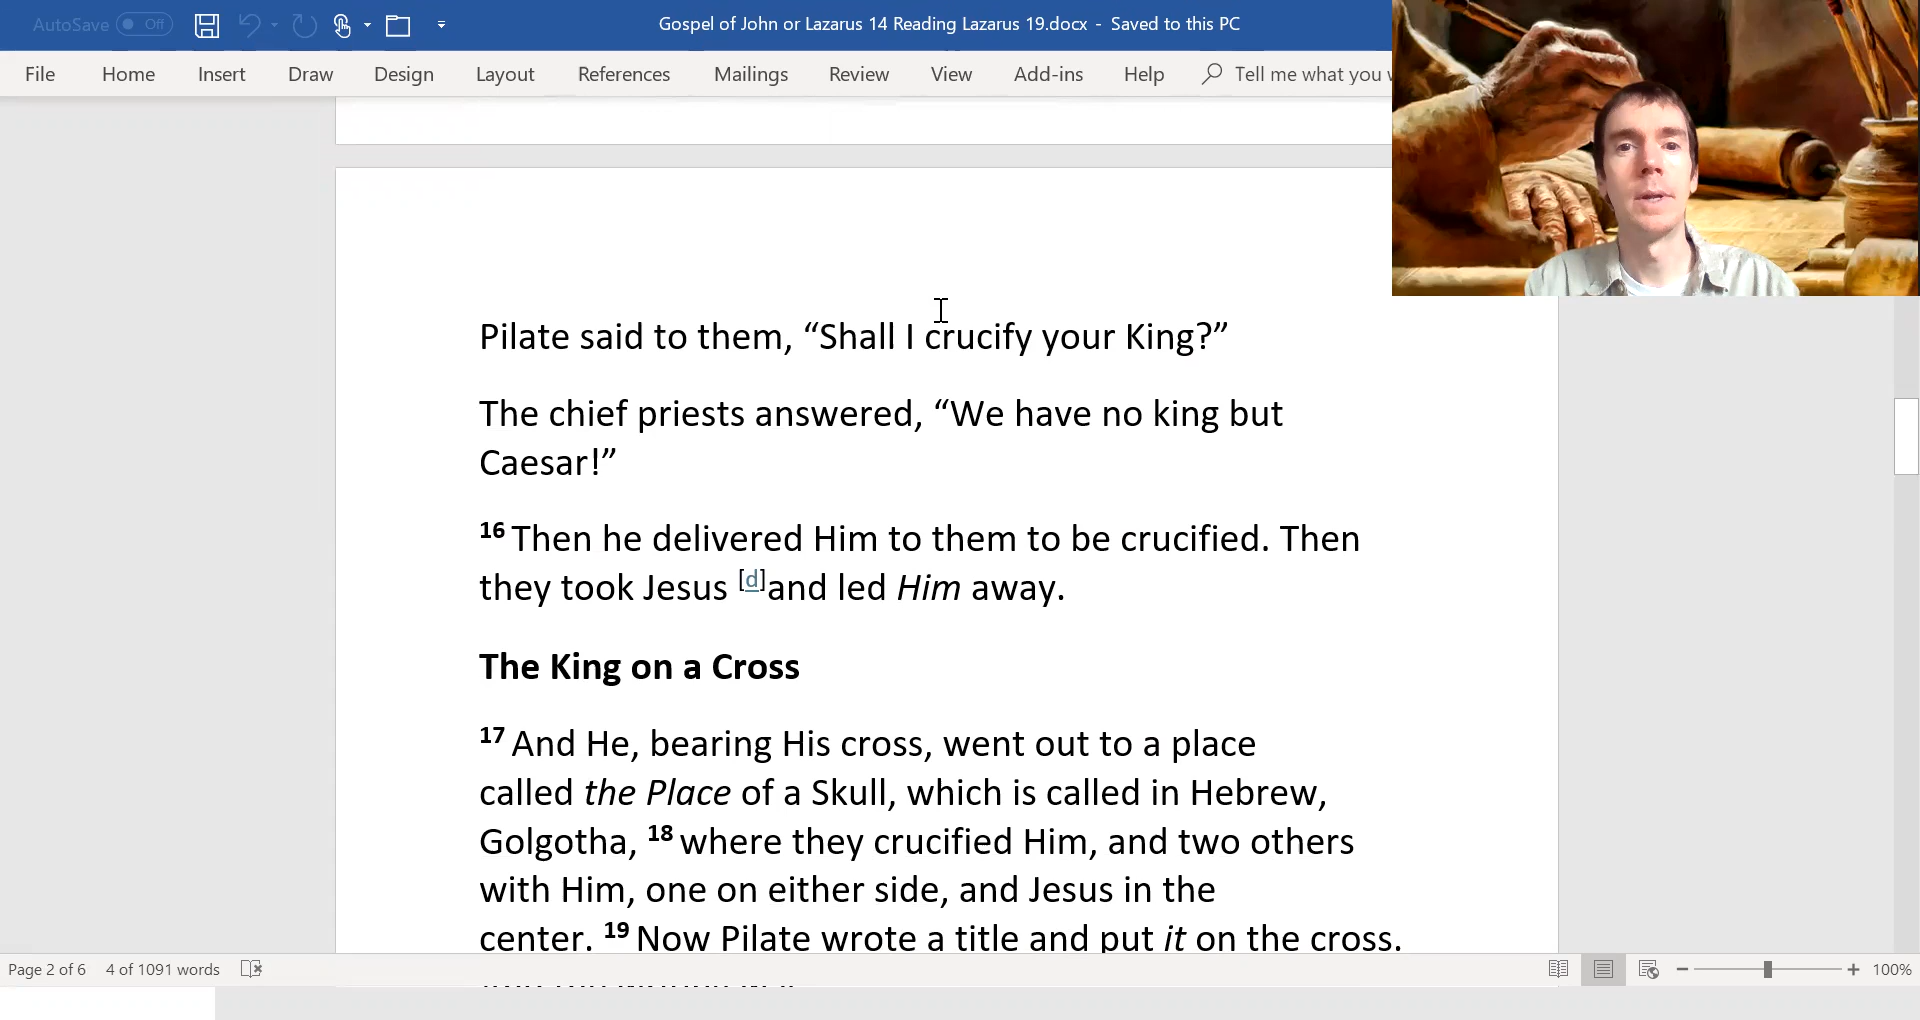 AutoSave Off
Gospel of John or Lazarus 14 Reading Lazarus 19.docx - Saved to this PC
File Home Insert Draw Design Layout References Mailings Review View Add-ins Help Tell me what you
Pilate said to them, “Shall I crucify your King?”
The chief priests answered, “We have no king but
Caesar!”
16 Then he delivered Him to them to be crucified. Then
they took Jesus [d]and led Him away.
The King on a Cross
17 And He, bearing His cross, went out to a place
called the Place of a Skull, which is called in Hebrew,
Golgotha, 18 where they crucified Him, and two others
with Him, one on either side, and Jesus in the
center. 19 Now Pilate wrote a title and put it on the cross.
Page 2 of 6 4 of 1091 words 100%